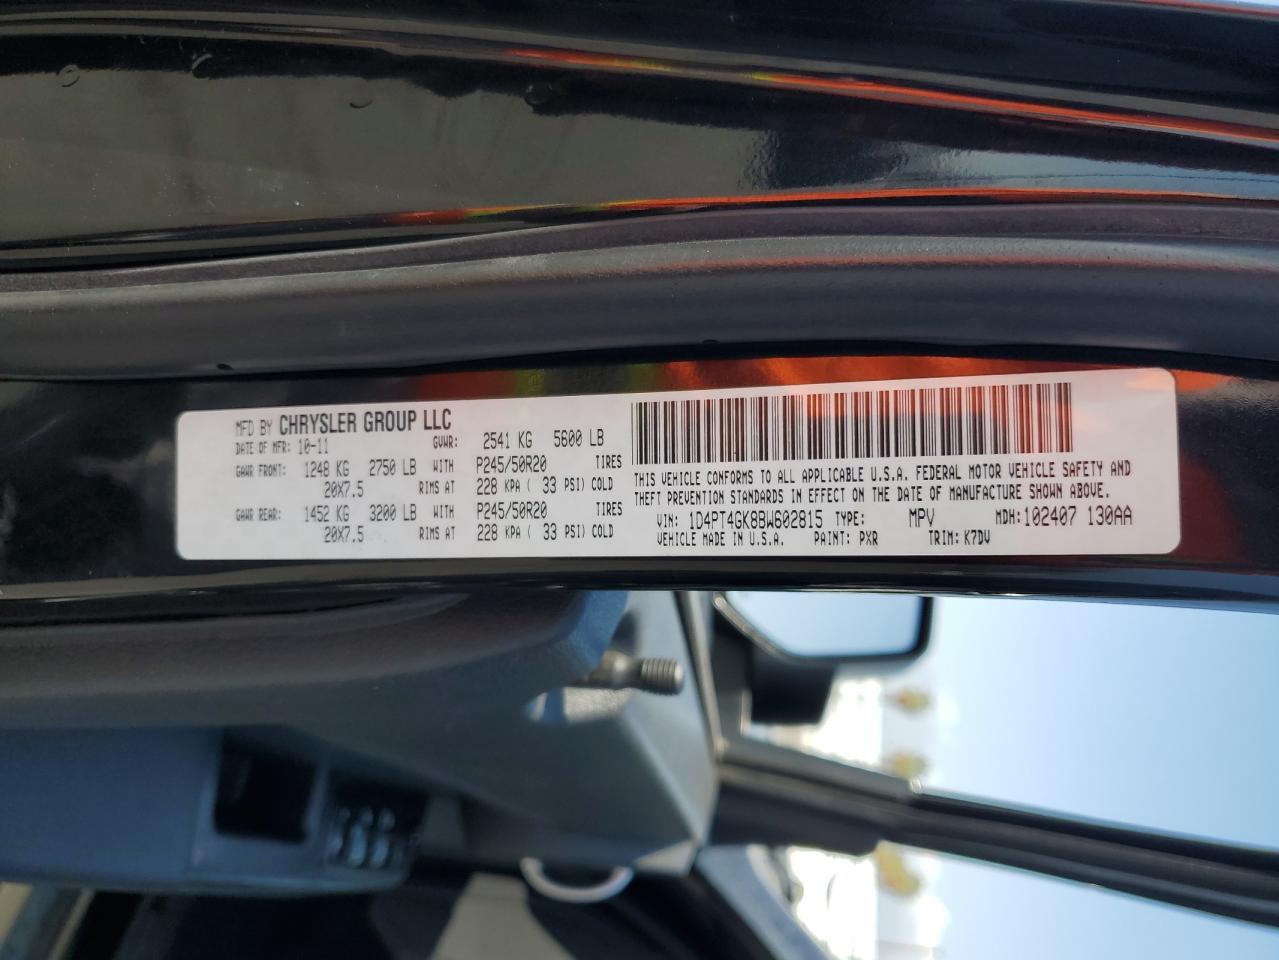 MFD BY CHRYSLER GROUP LLC
DATE OF MFR: 10-11 GVWR: 2541 KG 5600 LB
GAWR FRONT: 1248 KG 2750 LB WITH P245/50R20 TIRES
20X7.5 RIMS AT 228 KPA ( 33 PSI) COLD
GAWR REAR: 1452 KG 3200 LB WITH P245/50R20 TIRES
20X7.5 RIMS AT 228 KPA ( 33 PSI) COLD
THIS VEHICLE CONFORMS TO ALL APPLICABLE U.S.A. FEDERAL MOTOR VEHICLE SAFETY AND
THEFT PREVENTION STANDARDS IN EFFECT ON THE DATE OF MANUFACTURE SHOWN ABOVE.
VIN: 1D4PT4GK8BW602815 TYPE: MPV MDH:102407 130AA
VEHICLE MADE IN U.S.A. PAINT: PXR TRIM: K7DV